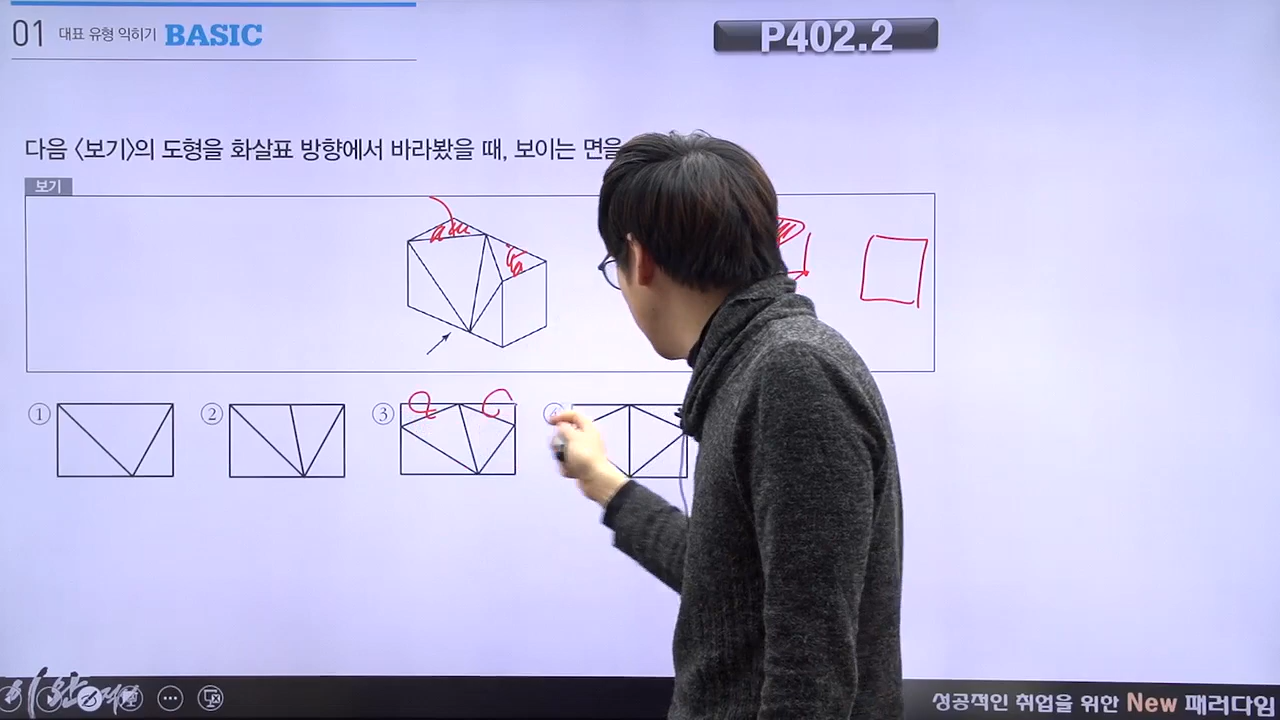 01 대표 유형 익히기 BASIC
P402.2
다음 〈보기〉의 도형을 화살표 방향에서 바라봤을 때, 보이는 면을
보기
① ② ③ ④
성공적인 취업을 위한 New 패러다임